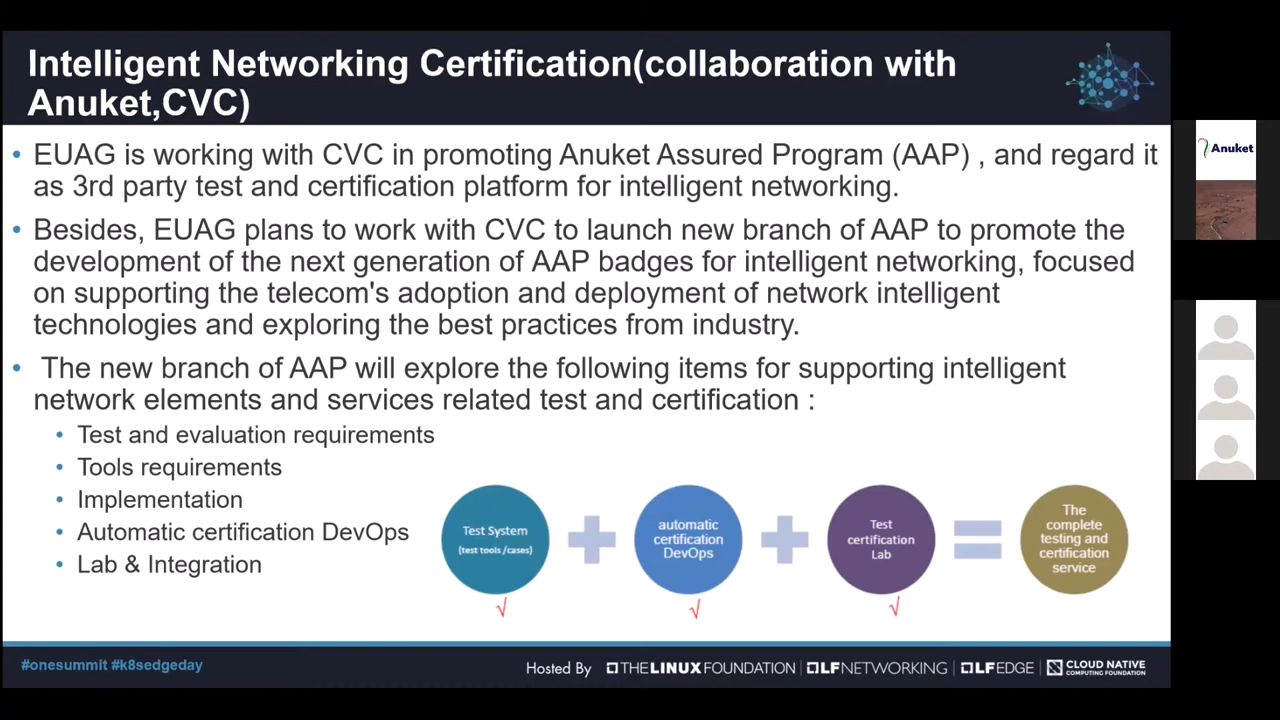 Intelligent Networking Certification(collaboration with
Anuket,CVC)
• EUAG is working with CVC in promoting Anuket Assured Program (AAP) , and regard it
as 3rd party test and certification platform for intelligent networking.
• Besides, EUAG plans to work with CVC to launch new branch of AAP to promote the
development of the next generation of AAP badges for intelligent networking, focused
on supporting the telecom's adoption and deployment of network intelligent
technologies and exploring the best practices from industry.
• The new branch of AAP will explore the following items for supporting intelligent
network elements and services related test and certification :
• Test and evaluation requirements
• Tools requirements
• Implementation
• Automatic certification DevOps
• Lab & Integration
Test System
(test tools /cases)
√
+
automatic
certification
DevOps
√
+
Test
certification
Lab
√
=
The
complete
testing and
certification
service
#onesummit #k8sedgeday
Hosted By
THE LINUX FOUNDATION
LFNETWORKING
LFEDGE
CLOUD NATIVE
COMPUTING FOUNDATION
Anuket